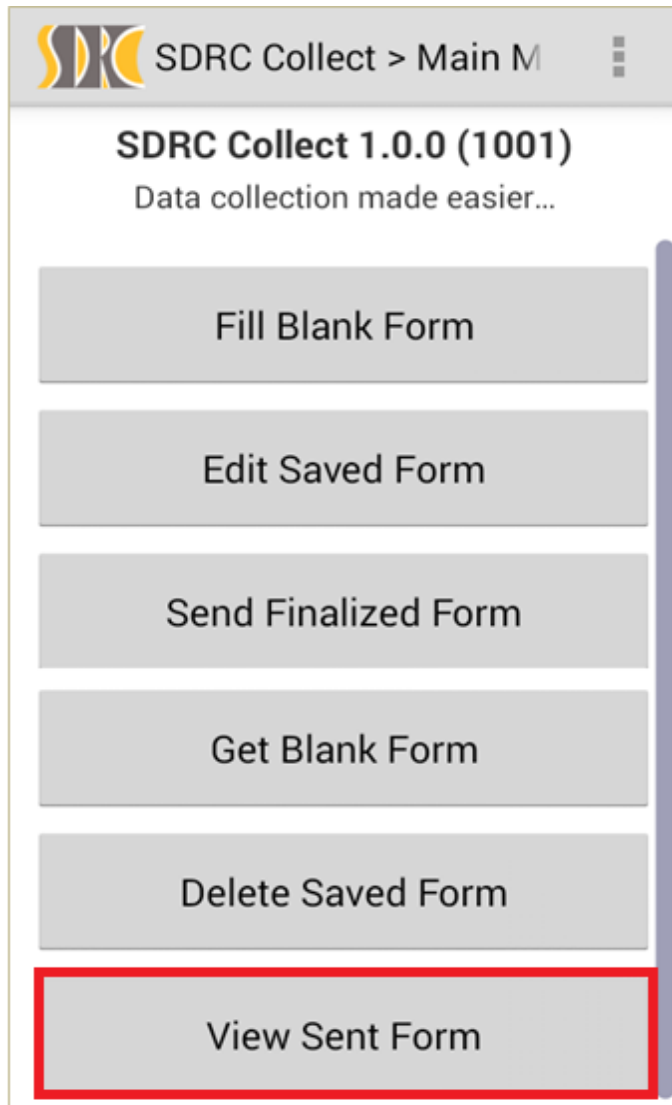 SDRC SDRC Collect > Main M
SDRC Collect 1.0.0 (1001)
Data collection made easier...
Fill Blank Form
Edit Saved Form
Send Finalized Form
Get Blank Form
Delete Saved Form
View Sent Form